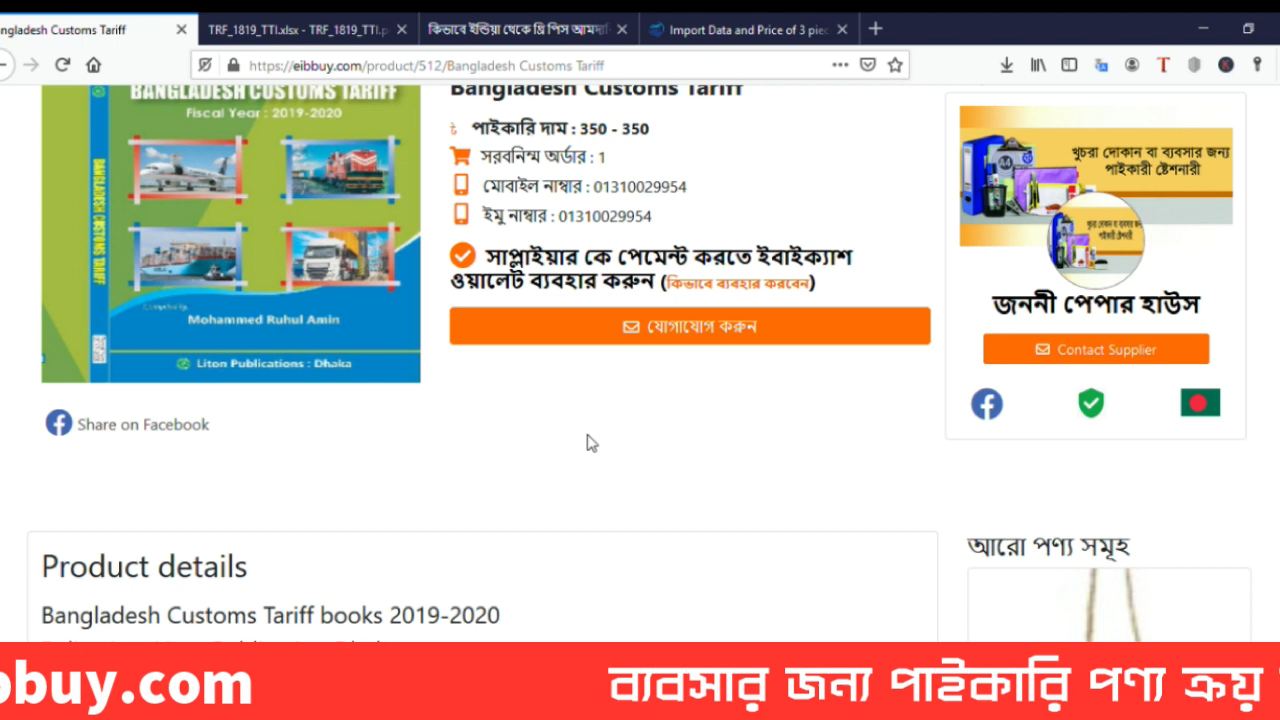 ngladesh Customs Tariff
TRF_1819_TTI.xlsx - TRF_1819_TTI.p
কিভাবে ইন্ডিয়া থেকে থ্রি পিস আমদা
Import Data and Price of 3 piec
https://eibbuy.com/product/512/Bangladesh Customs Tariff
BANGLADESH CUSTOMS TARIFF
Fiscal Year : 2019-2020
BANGLADESH CUSTOMS TARIFF
Compiled by
Mohammed Ruhul Amin
Liton Publications : Dhaka
Share on Facebook
Bangladesh Customs Tariff
৳ পাইকারি দাম : 350 - 350
সরবনিম্ম অর্ডার : 1
মোবাইল নাম্বার : 01310029954
ইমু নাম্বার : 01310029954
সাপ্লাইয়ার কে পেমেন্ট করতে ইবাইক্যাশ
ওয়ালেট ব্যবহার করুন (কিভাবে ব্যবহার করবেন)
যোগাযোগ করুন
খুচরা দোকান বা ব্যবসার জন্য
পাইকারী ষ্টেশনারী
জননী পেপার হাউস
Contact Supplier
Product details
Bangladesh Customs Tariff books 2019-2020
আরো পণ্য সমূহ
bbuy.com
ব্যবসার জন্য পাইকারি পণ্য ক্রয়